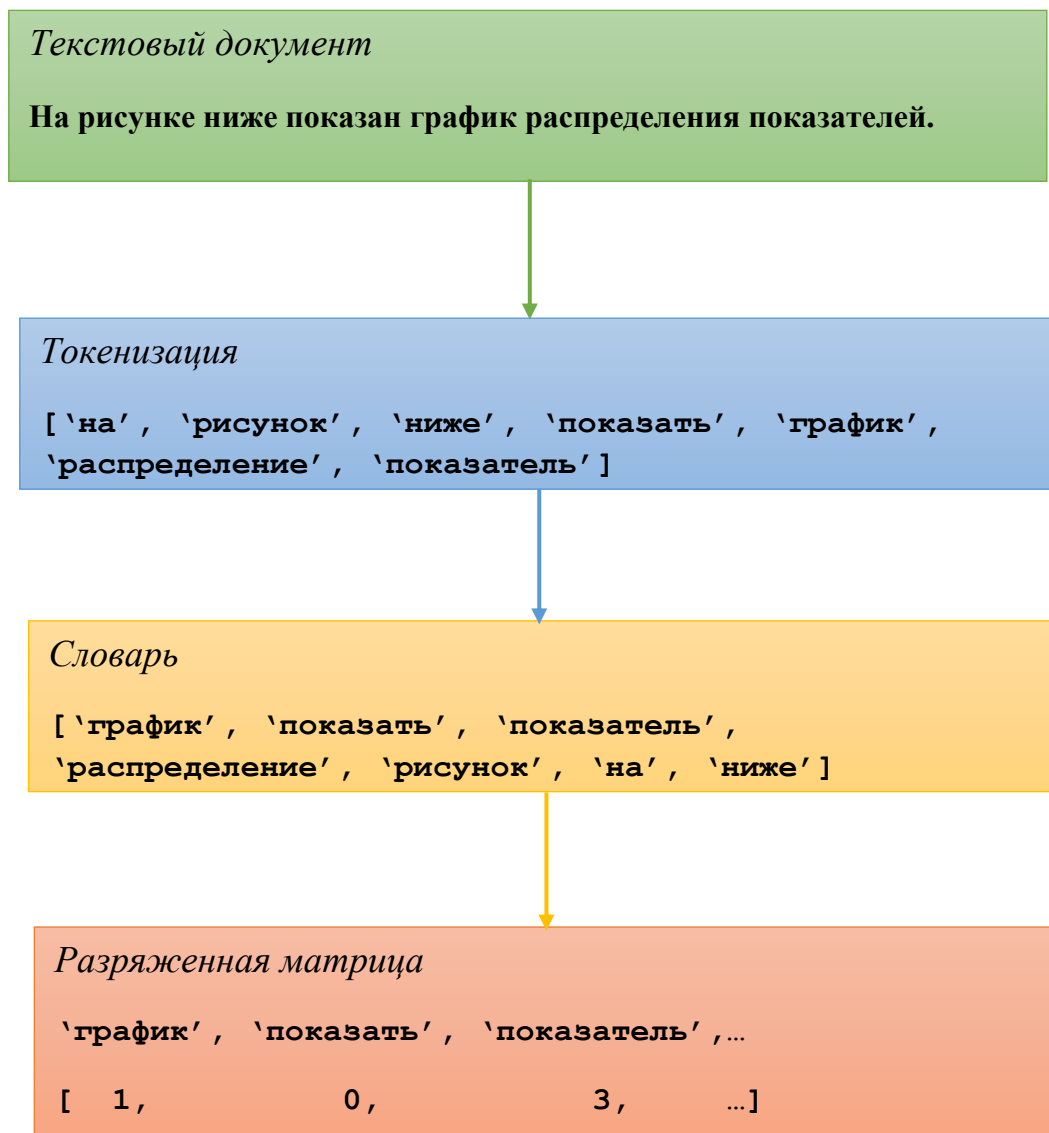 Текстовый документ
На рисунке ниже показан график распределения показателей.
Токенизация
[‘на’, ‘рисунок’, ‘ниже’, ‘показать’, ‘график’,
‘распределение’, ‘показатель’]
Словарь
[‘график’, ‘показать’, ‘показатель’,
‘распределение’, ‘рисунок’, ‘на’, ‘ниже’]
Разряженная матрица
‘график’, ‘показать’, ‘показатель’,…
[ 1, 0, 3, …]